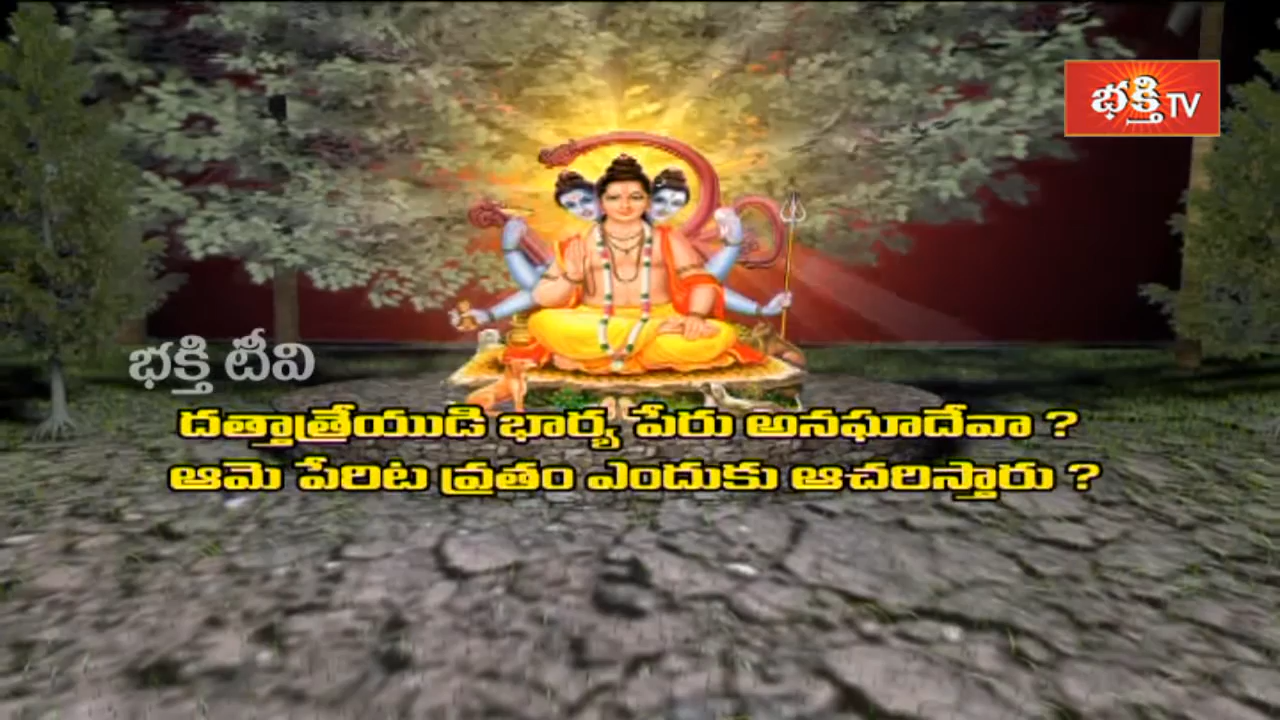 భక్తి TV
భక్తి టీవి
దత్తాత్రేయుడి భార్య పేరు అనఘాదేవా ?
ఆమె పేరిట వ్రతం ఎందుకు ఆచరిస్తారు ?